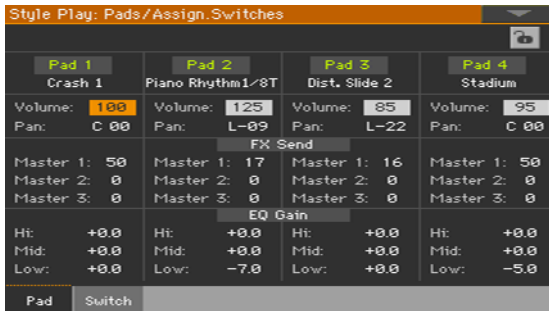 Style Play: Pads/Assign.Switches
Pad 1 Pad 2 Pad 3 Pad 4
Crash 1 Piano Rhythm1/8T Dist. Slide 2 Stadium
Volume: 100 Volume: 125 Volume: 85 Volume: 95
Pan: C 00 Pan: L-09 Pan: L-22 Pan: C 00
FX Send
Master 1: 50 Master 1: 17 Master 1: 16 Master 1: 50
Master 2: 0 Master 2: 0 Master 2: 0 Master 2: 0
Master 3: 0 Master 3: 0 Master 3: 0 Master 3: 0
EQ Gain
Hi: +0.0 Hi: +0.0 Hi: +0.0 Hi: +0.0
Mid: +0.0 Mid: +0.0 Mid: +0.0 Mid: +0.0
Low: +0.0 Low: -7.0 Low: +0.0 Low: -5.0
Pad Switch